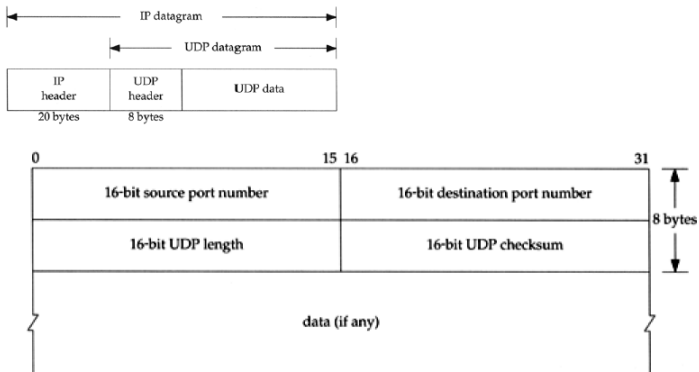 IP datagram
UDP datagram
IP
header
UDP
header
UDP data
20 bytes
8 bytes
0
15
16
31
16-bit source port number
16-bit destination port number
8 bytes
16-bit UDP length
16-bit UDP checksum
data (if any)